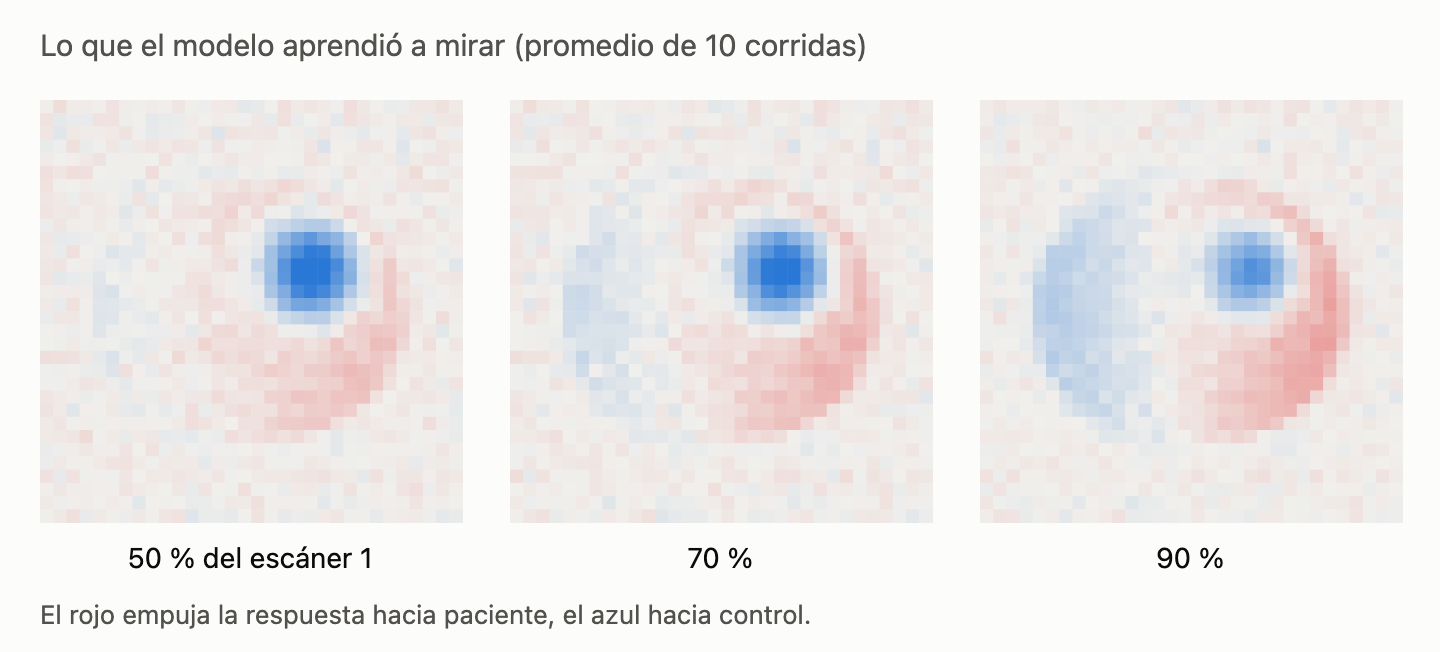 Lo que el modelo aprendió a mirar (promedio de 10 corridas)
50 % del escáner 1
70 %
90 %
El rojo empuja la respuesta hacia paciente, el azul hacia control.